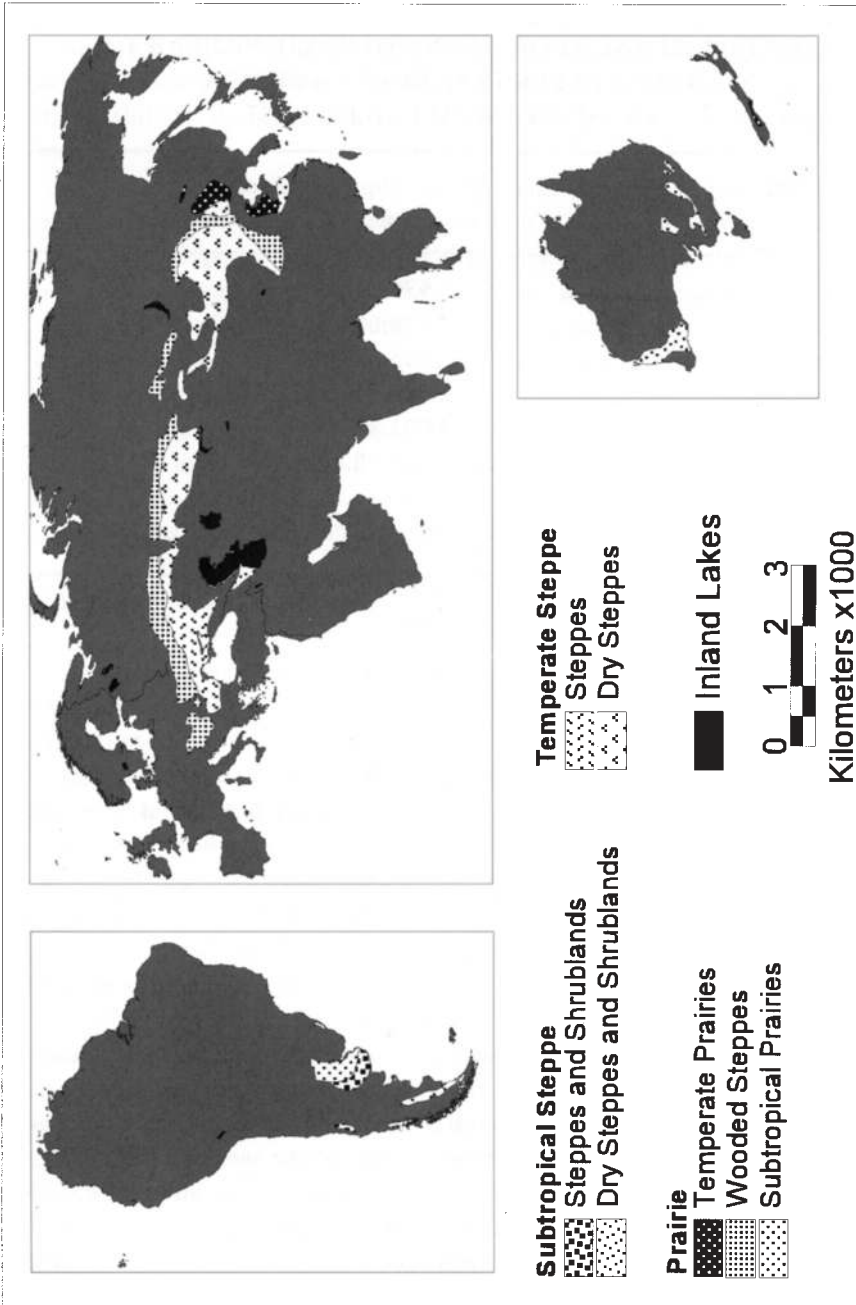 Subtropical Steppe
Steppes and Shrublands
Dry Steppes and Shrublands
Prairie
Temperate Prairies
Wooded Steppes
Subtropical Prairies
Temperate Steppe
Steppes
Dry Steppes
Inland Lakes
0 1 2 3
Kilometers x1000